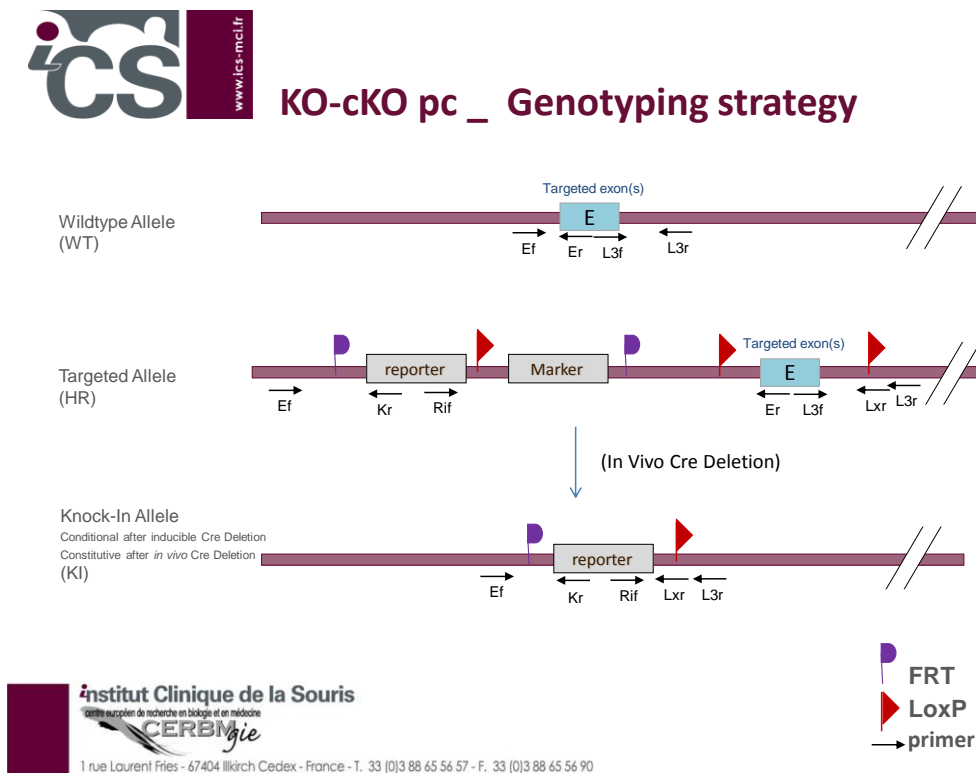 iCS
www.ics-mci.fr
KO-cKO pc _ Genotyping strategy
Targeted exon(s)
Wildtype Allele
(WT)
E
Ef
Er
L3f
L3r
Targeted exon(s)
Targeted Allele
(HR)
reporter
Marker
E
Ef
Kr
Rif
Er
L3f
Lxr
L3r
(In Vivo Cre Deletion)
Knock-In Allele
Conditional after inducible Cre Deletion
Constitutive after in vivo Cre Deletion
(KI)
reporter
Ef
Kr
Rif
Lxr
L3r
FRT
LoxP
primer
institut Clinique de la Souris
centre européen de recherche en biologie et en médecine
CERBM gie
1 rue Laurent Fries - 67404 Illkirch Cedex - France - T. 33 (0)3 88 65 56 57 - F. 33 (0)3 88 65 56 90